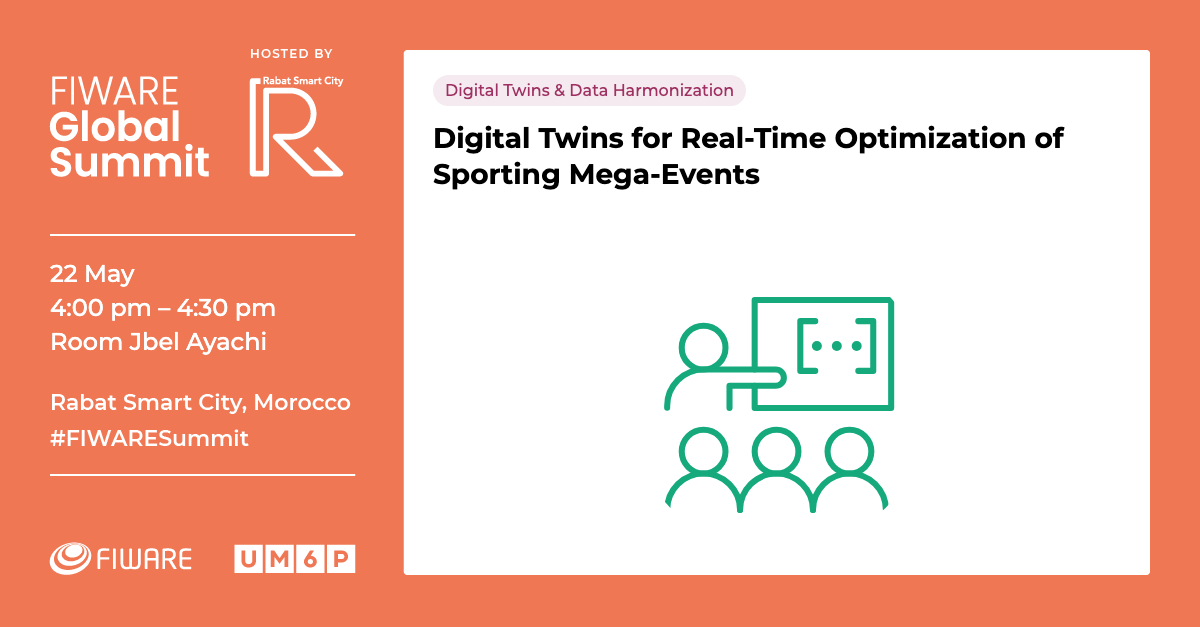 FIWARE
Global
Summit
HOSTED BY
Rabat Smart City
R
22 May
4:00 pm – 4:30 pm
Room Jbel Ayachi
Rabat Smart City, Morocco
#FIWARESummit
FIWARE
UM6P
Digital Twins & Data Harmonization
Digital Twins for Real-Time Optimization of
Sporting Mega-Events